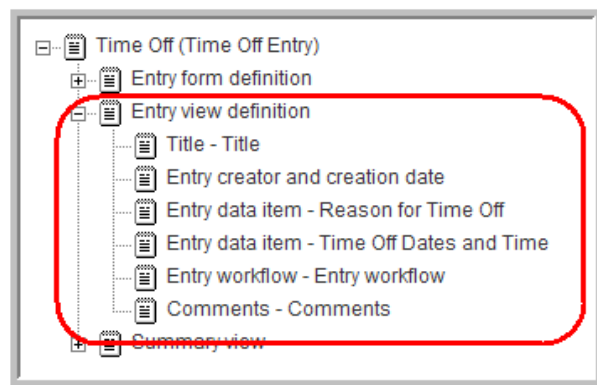 Time Off (Time Off Entry)
Entry form definition
Entry view definition
Title - Title
Entry creator and creation date
Entry data item - Reason for Time Off
Entry data item - Time Off Dates and Time
Entry workflow - Entry workflow
Comments - Comments
Summary view